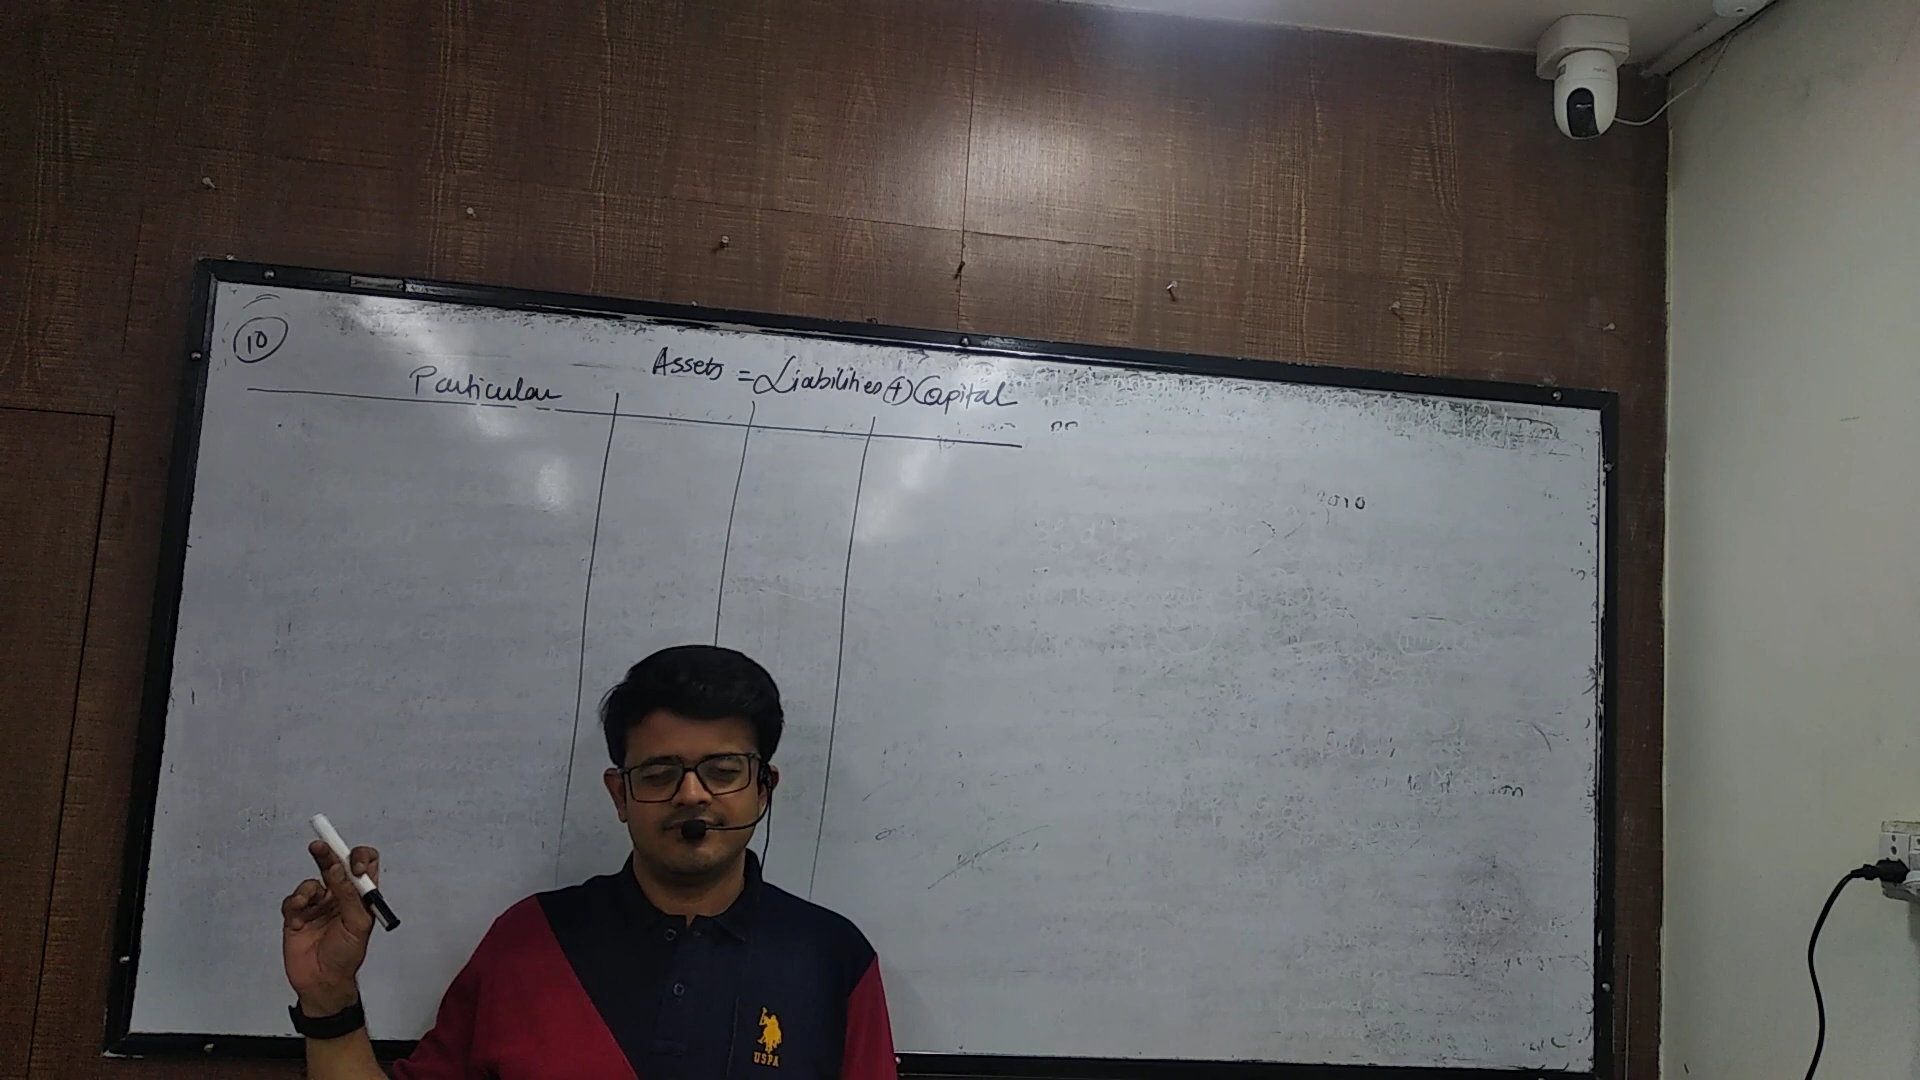 10
Particular
Assets = Liabilities + Capital
USPA